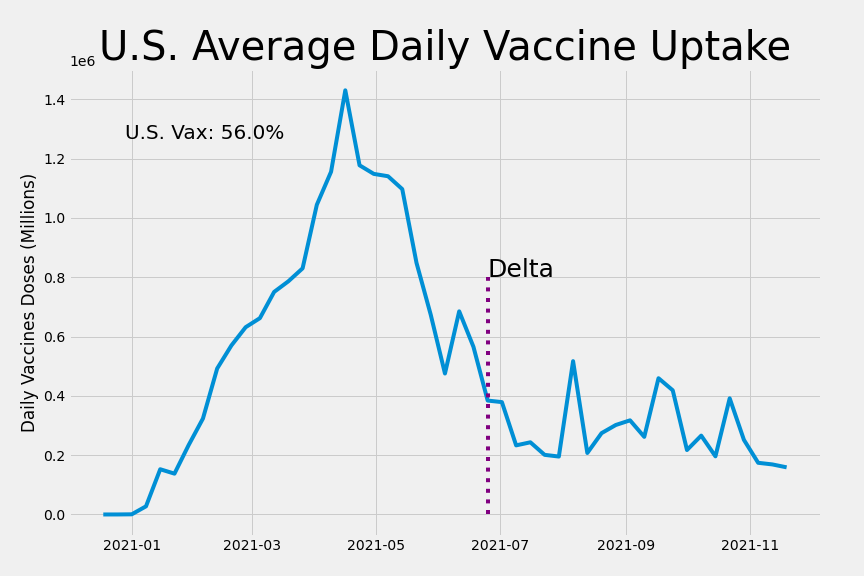 U.S. Average Daily Vaccine Uptake
1e6
1.4
U.S. Vax: 56.0%
1.2
1.0
Delta
0.8
0.6
0.4
0.2
0.0
Daily Vaccines Doses (Millions)
2021-01 2021-03 2021-05 2021-07 2021-09 2021-11